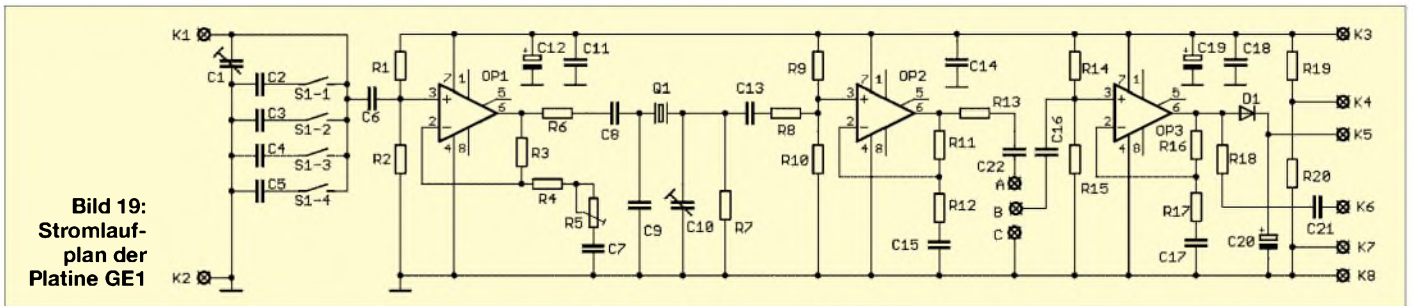 K1
C1
C2
S1-1
C3
S1-2
C4
S1-3
C5
S1-4
C6
R1
R2
7
1
3
+
2
-
4
8
5
6
OP1
+
C12
C11
R3
R4
R5
C7
R6
C8
Q1
C9
C10
R7
C13
R8
R9
R10
7
1
3
+
2
-
4
8
5
6
OP2
C14
R11
R12
C15
R13
C22
A
B
C
C16
R14
R15
7
1
3
+
2
-
4
8
5
6
OP3
R16
R17
C17
+
C19
C18
D1
R18
+
C20
R19
R20
C21
K3
K4
K5
K6
K7
K8
K2
Bild 19:
Stromlauf-
plan der
Platine GE1